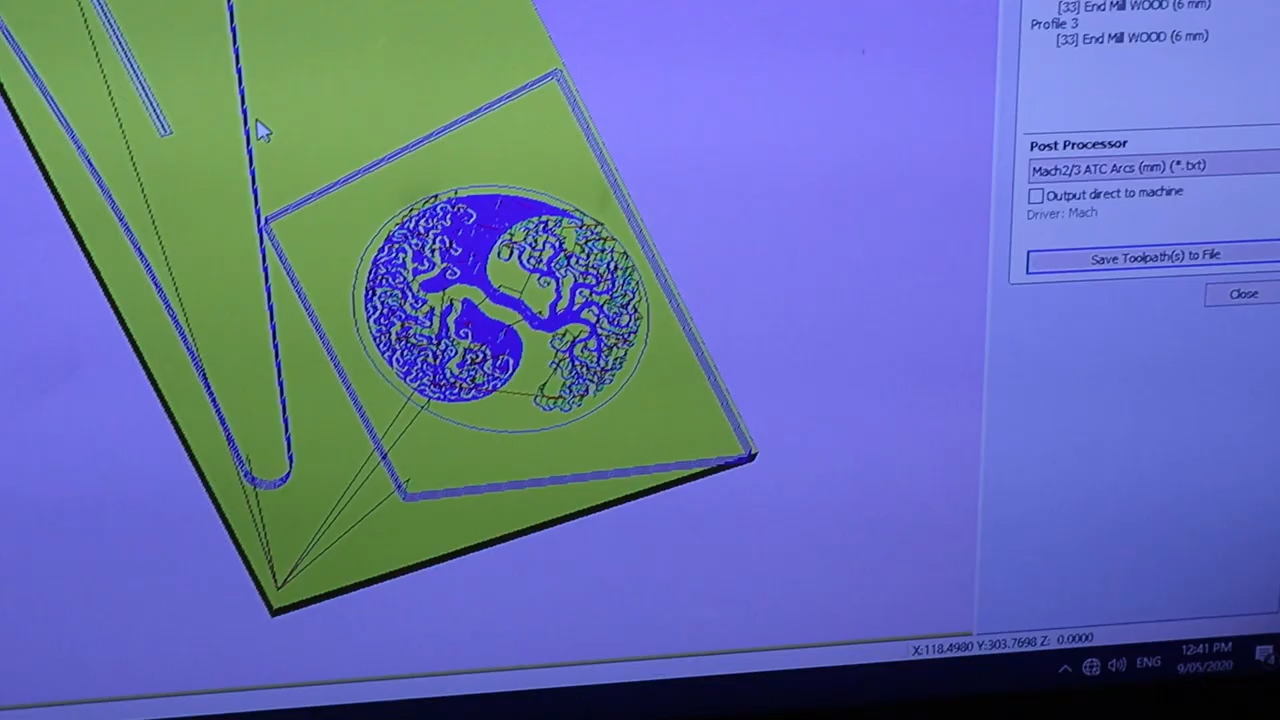 [33] End Mill WOOD (6 mm)
Profile 3
[33] End Mill WOOD (6 mm)
Post Processor
Mach2/3 ATC Arcs (mm) (*.txt)
Output direct to machine
Driver: Mach
Save Toolpath(s) to File
Close
X:118.4980 Y:303.7698 Z: 0.0000
ENG
12:41 PM
9/05/2020